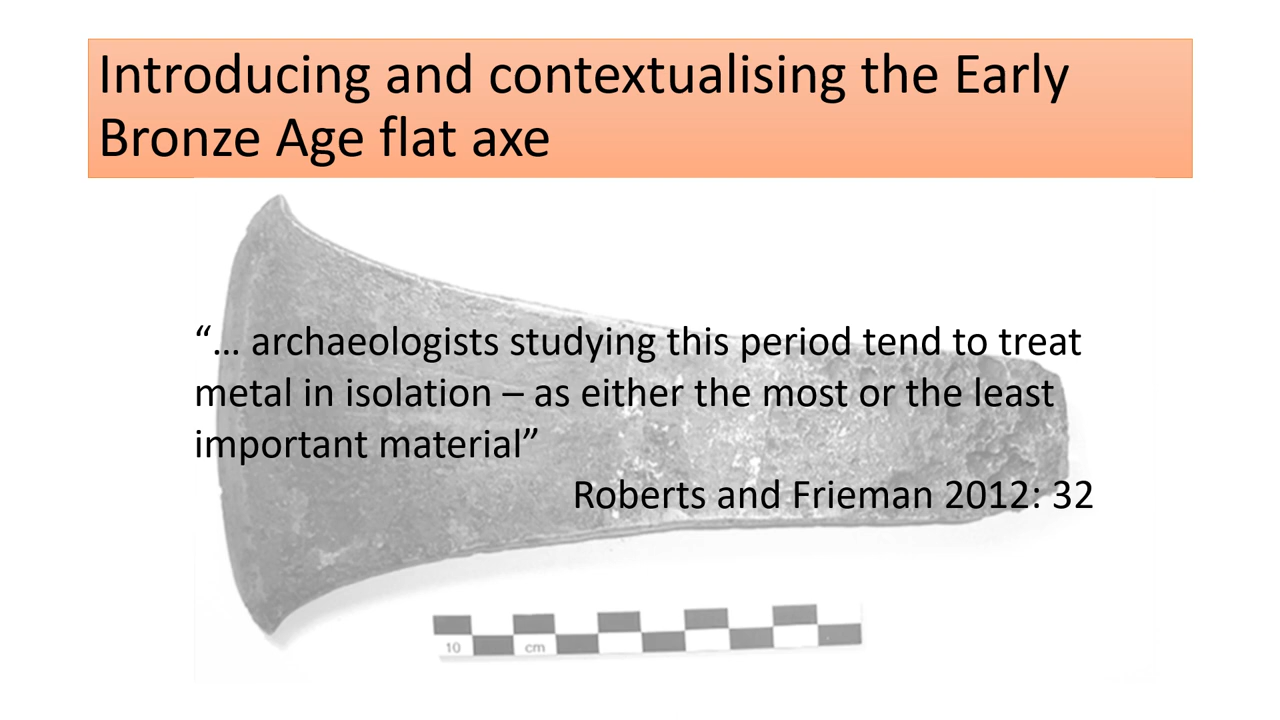 Introducing and contextualising the Early
Bronze Age flat axe
“… archaeologists studying this period tend to treat
metal in isolation – as either the most or the least
important material”
Roberts and Frieman 2012: 32
10 cm